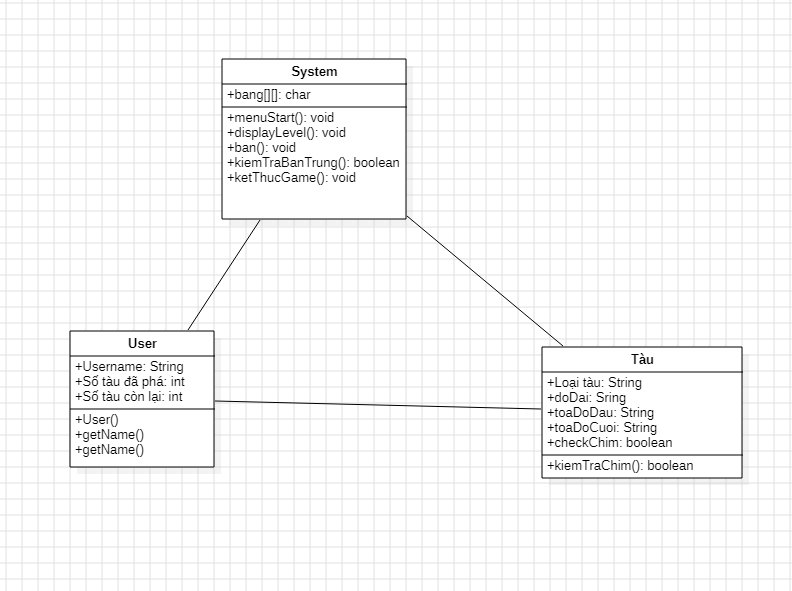 System
+bang[][]: char
+menuStart(): void
+displayLevel(): void
+ban(): void
+kiemTraBanTrung(): boolean
+ketThucGame(): void
User
+Username: String
+Số tàu đã phá: int
+Số tàu còn lại: int
+User()
+getName()
+getName()
Tàu
+Loại tàu: String
+doDai: Sring
+toaDoDau: String
+toaDoCuoi: String
+checkChim: boolean
+kiemTraChim(): boolean